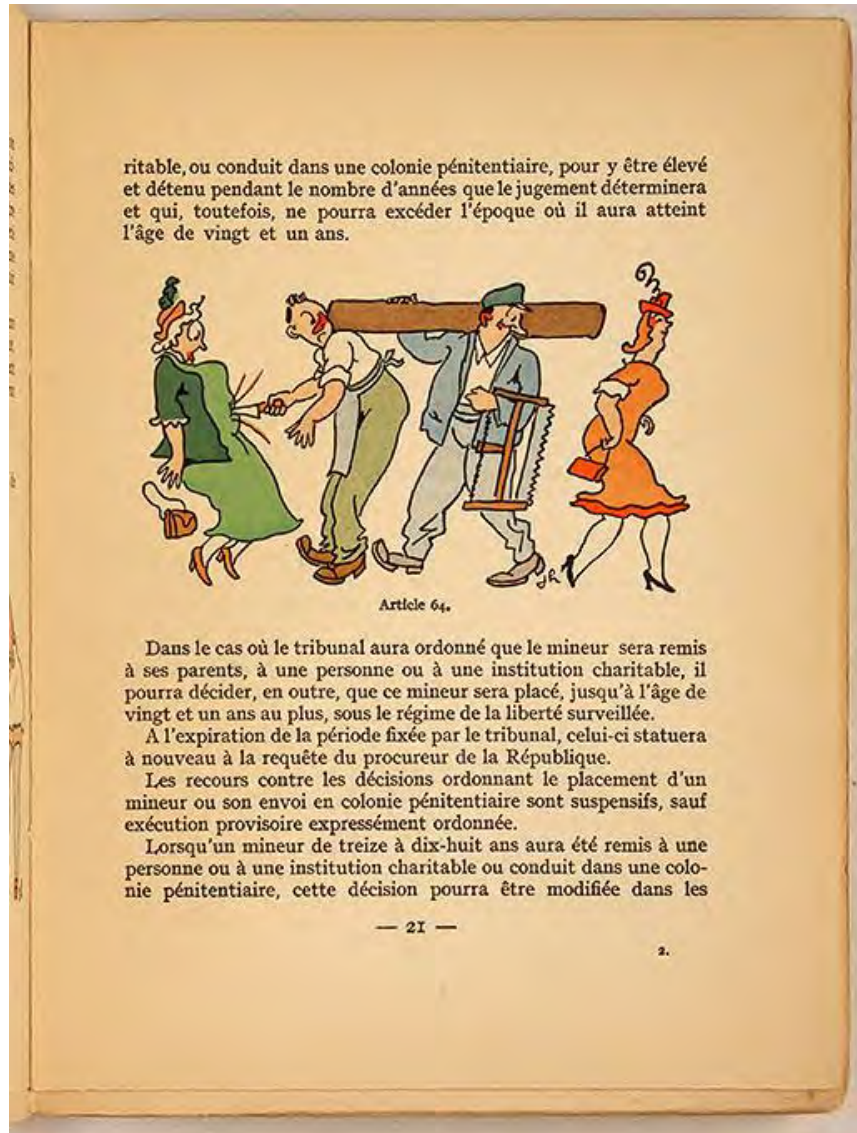 ritable, ou conduit dans une colonie pénitentiaire, pour y être élevé
et détenu pendant le nombre d'années que le jugement déterminera
et qui, toutefois, ne pourra excéder l'époque où il aura atteint
l'âge de vingt et un ans.
jh
Article 64.
Dans le cas où le tribunal aura ordonné que le mineur sera remis
à ses parents, à une personne ou à une institution charitable, il
pourra décider, en outre, que ce mineur sera placé, jusqu'à l'âge de
vingt et un ans au plus, sous le régime de la liberté surveillée.
A l'expiration de la période fixée par le tribunal, celui-ci statuera
à nouveau à la requête du procureur de la République.
Les recours contre les décisions ordonnant le placement d'un
mineur ou son envoi en colonie pénitentiaire sont suspensifs, sauf
exécution provisoire expressément ordonnée.
Lorsqu'un mineur de treize à dix-huit ans aura été remis à une
personne ou à une institution charitable ou conduit dans une colo-
nie pénitentiaire, cette décision pourra être modifiée dans les
— 21 —
2.